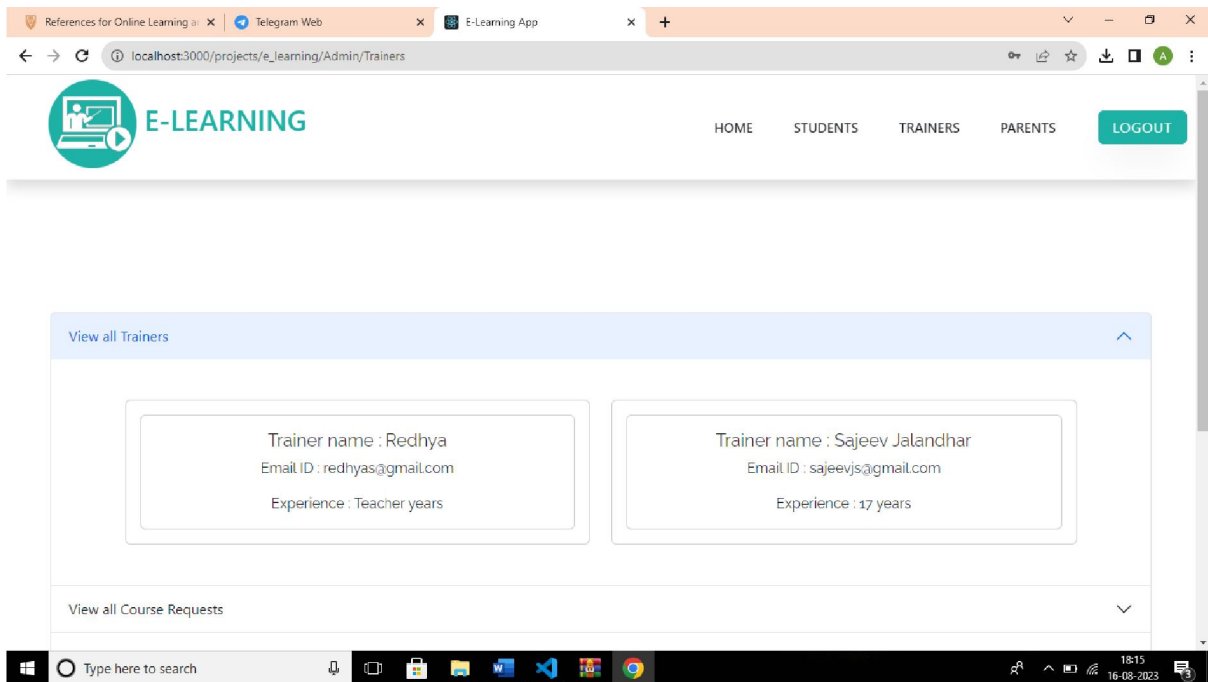 References for Online Learning a
Telegram Web
E-Learning App
localhost:3000/projects/e_learning/Admin/Trainers
A
E-LEARNING
HOME
STUDENTS
TRAINERS
PARENTS
LOGOUT
View all Trainers
Trainer name : Redhya
Email ID : redhyas@gmail.com
Experience : Teacher years
Trainer name : Sajeev Jalandhar
Email ID : sajeevjs@gmail.com
Experience : 17 years
View all Course Requests
Type here to search
18:15
16-08-2023
3